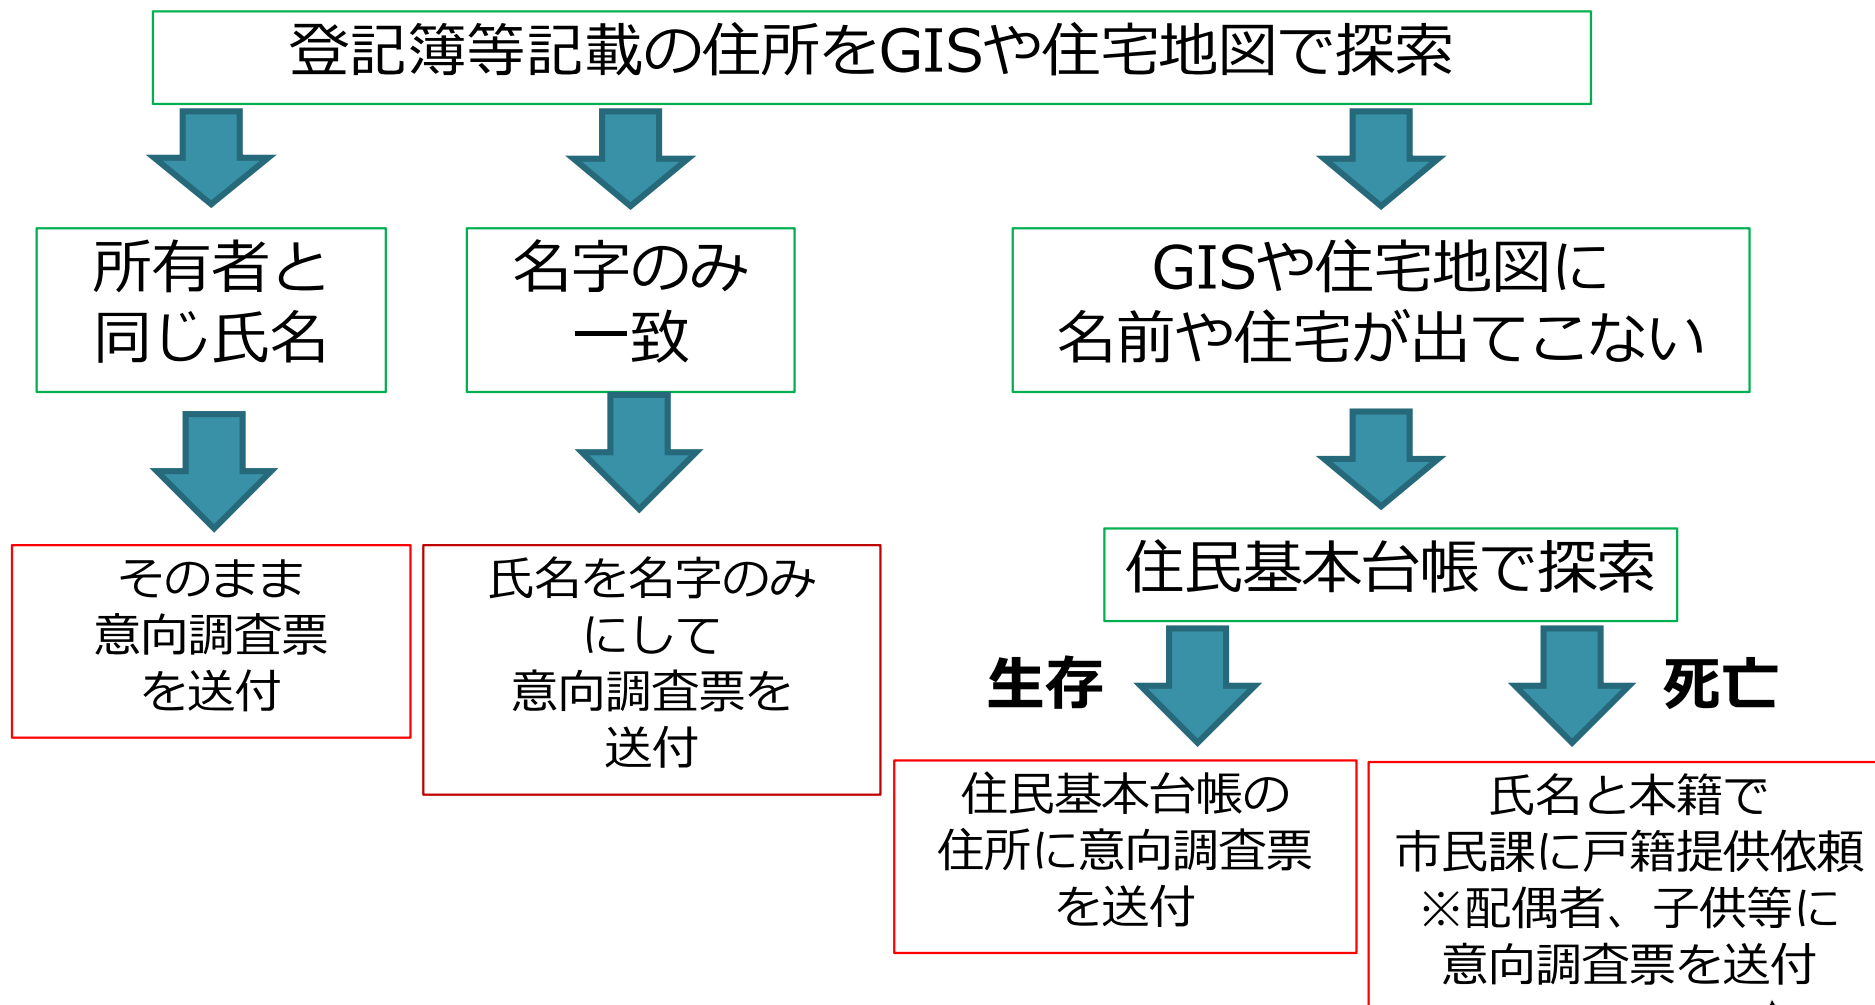 登記簿等記載の住所をGISや住宅地図で探索
所有者と
同じ氏名
名字のみ
一致
GISや住宅地図に
名前や住宅が出てこない
そのまま
意向調査票
を送付
氏名を名字のみ
にして
意向調査票を
送付
住民基本台帳で探索
生存
死亡
住民基本台帳の
住所に意向調査票
を送付
氏名と本籍で
市民課に戸籍提供依頼
※配偶者、子供等に
意向調査票を送付